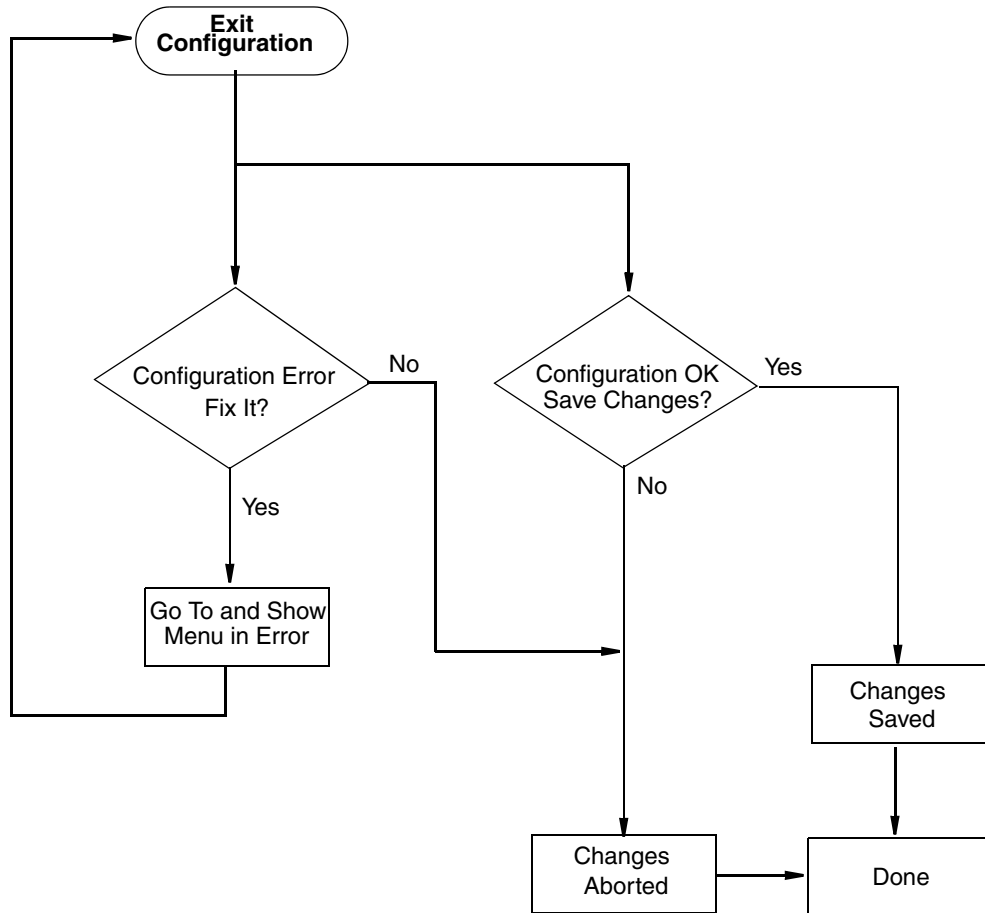 Exit
Configuration
Configuration Error
Fix It?
No
Configuration OK
Save Changes?
Yes
Yes
No
Go To and Show
Menu in Error
Changes
Saved
Changes
Aborted
Done